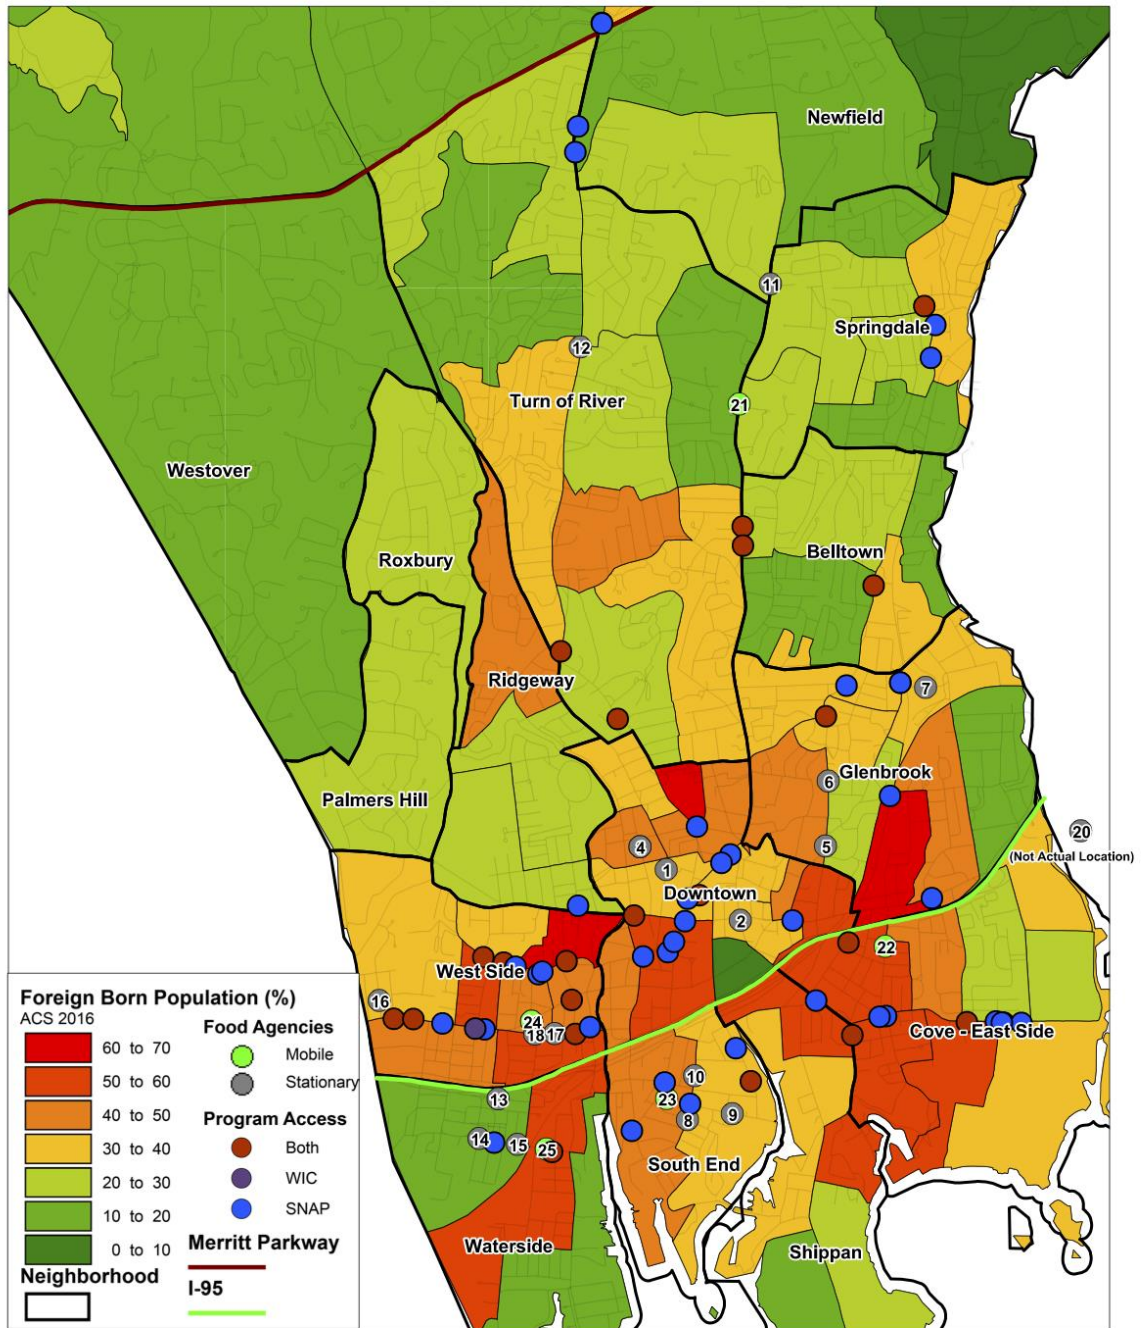 Newfield
11
Springdale
12
Turn of River
21
Westover
Roxbury
Belltown
Ridgeway
7
Glenbrook
6
Palmers Hill
20
(Not Actual Location)
4
5
1
Downtown
2
22
West Side
16
24
18 17
Cove - East Side
10
13
23
8
9
14
15
25
South End
Waterside
Shippan
Foreign Born Population (%)
ACS 2016
60 to 70
50 to 60
40 to 50
30 to 40
20 to 30
10 to 20
0 to 10
Neighborhood
Food Agencies
Mobile
Stationary
Program Access
Both
WIC
SNAP
Merritt Parkway
I-95